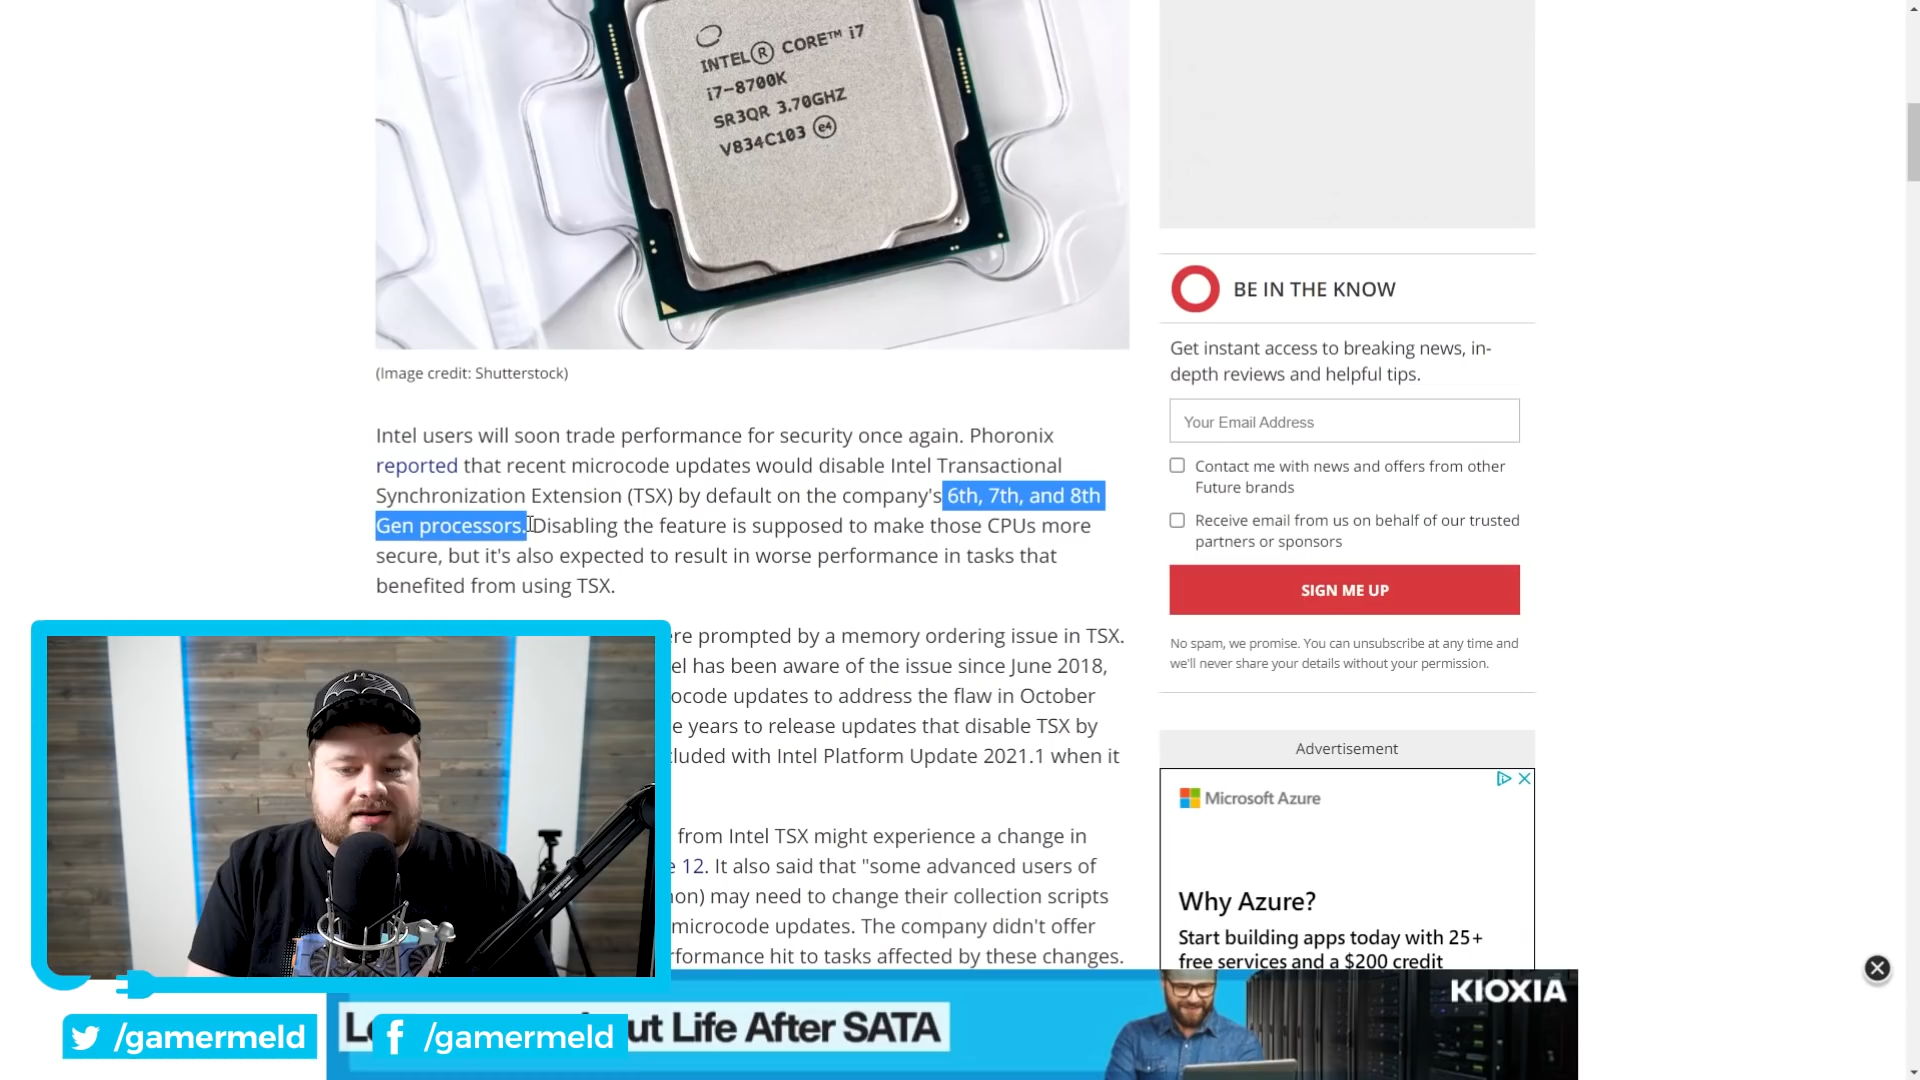 INTEL® CORE™ i7
i7-8700K
SR3QR 3.70GHZ
V834C103 e4
(Image credit: Shutterstock)
Intel users will soon trade performance for security once again. Phoronix
reported that recent microcode updates would disable Intel Transactional
Synchronization Extension (TSX) by default on the company's 6th, 7th, and 8th
Gen processors. Disabling the feature is supposed to make those CPUs more
secure, but it's also expected to result in worse performance in tasks that
benefited from using TSX.
prompted by a memory ordering issue in TSX.
has been aware of the issue since June 2018,
updates to address the flaw in October
years to release updates that disable TSX by
with Intel Platform Update 2021.1 when it
from Intel TSX might experience a change in
12. It also said that "some advanced users of
may need to change their collection scripts
microcode updates. The company didn't offer
hit to tasks affected by these changes.
BE IN THE KNOW
Get instant access to breaking news, in-
depth reviews and helpful tips.
Your Email Address
Contact me with news and offers from other
Future brands
Receive email from us on behalf of our trusted
partners or sponsors
SIGN ME UP
No spam, we promise. You can unsubscribe at any time and
we'll never share your details without your permission.
Advertisement
Microsoft Azure
Why Azure?
Start building apps today with 25+
free services and a $200 credit
BATMAN
/gamermeld
/gamermeld
Life After SATA
KIOXIA